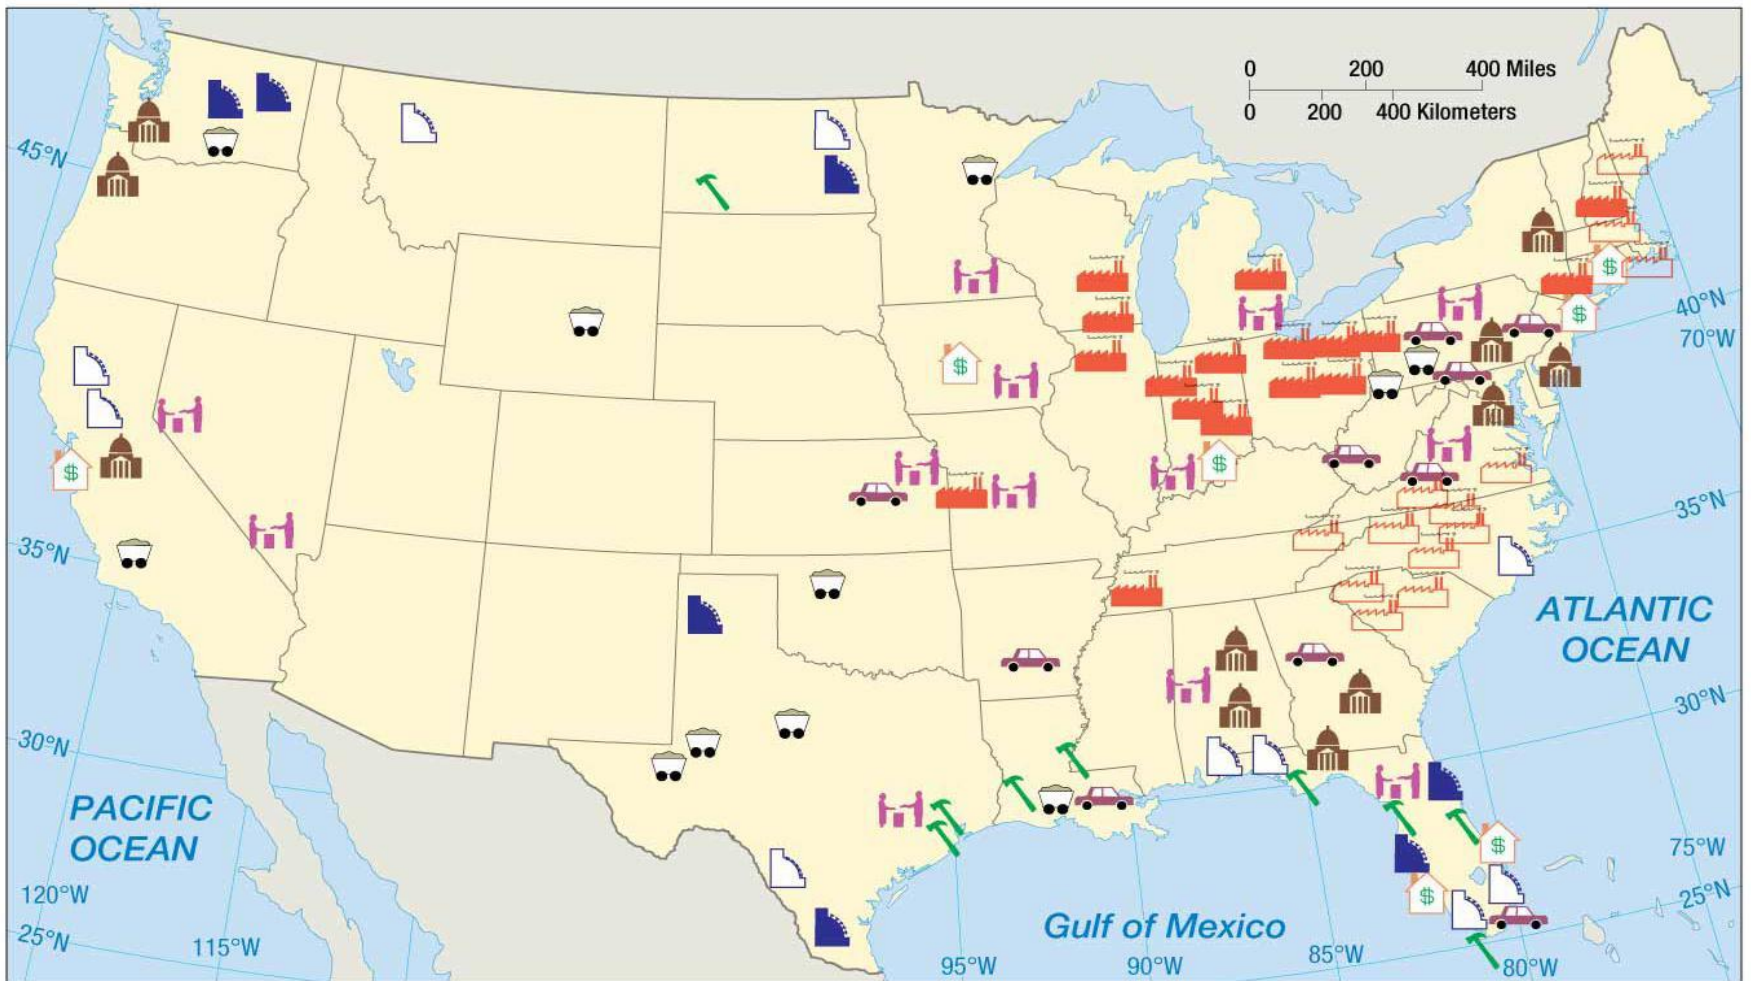 0 200 400 Miles
0 200 400 Kilometers
45°N
40°N
70°W
$
$
$
$
$
35°N
35°N
ATLANTIC
OCEAN
30°N
30°N
PACIFIC
OCEAN
$
75°W
120°W
$
25°N
Gulf of Mexico
25°N
115°W
95°W
90°W
85°W
80°W